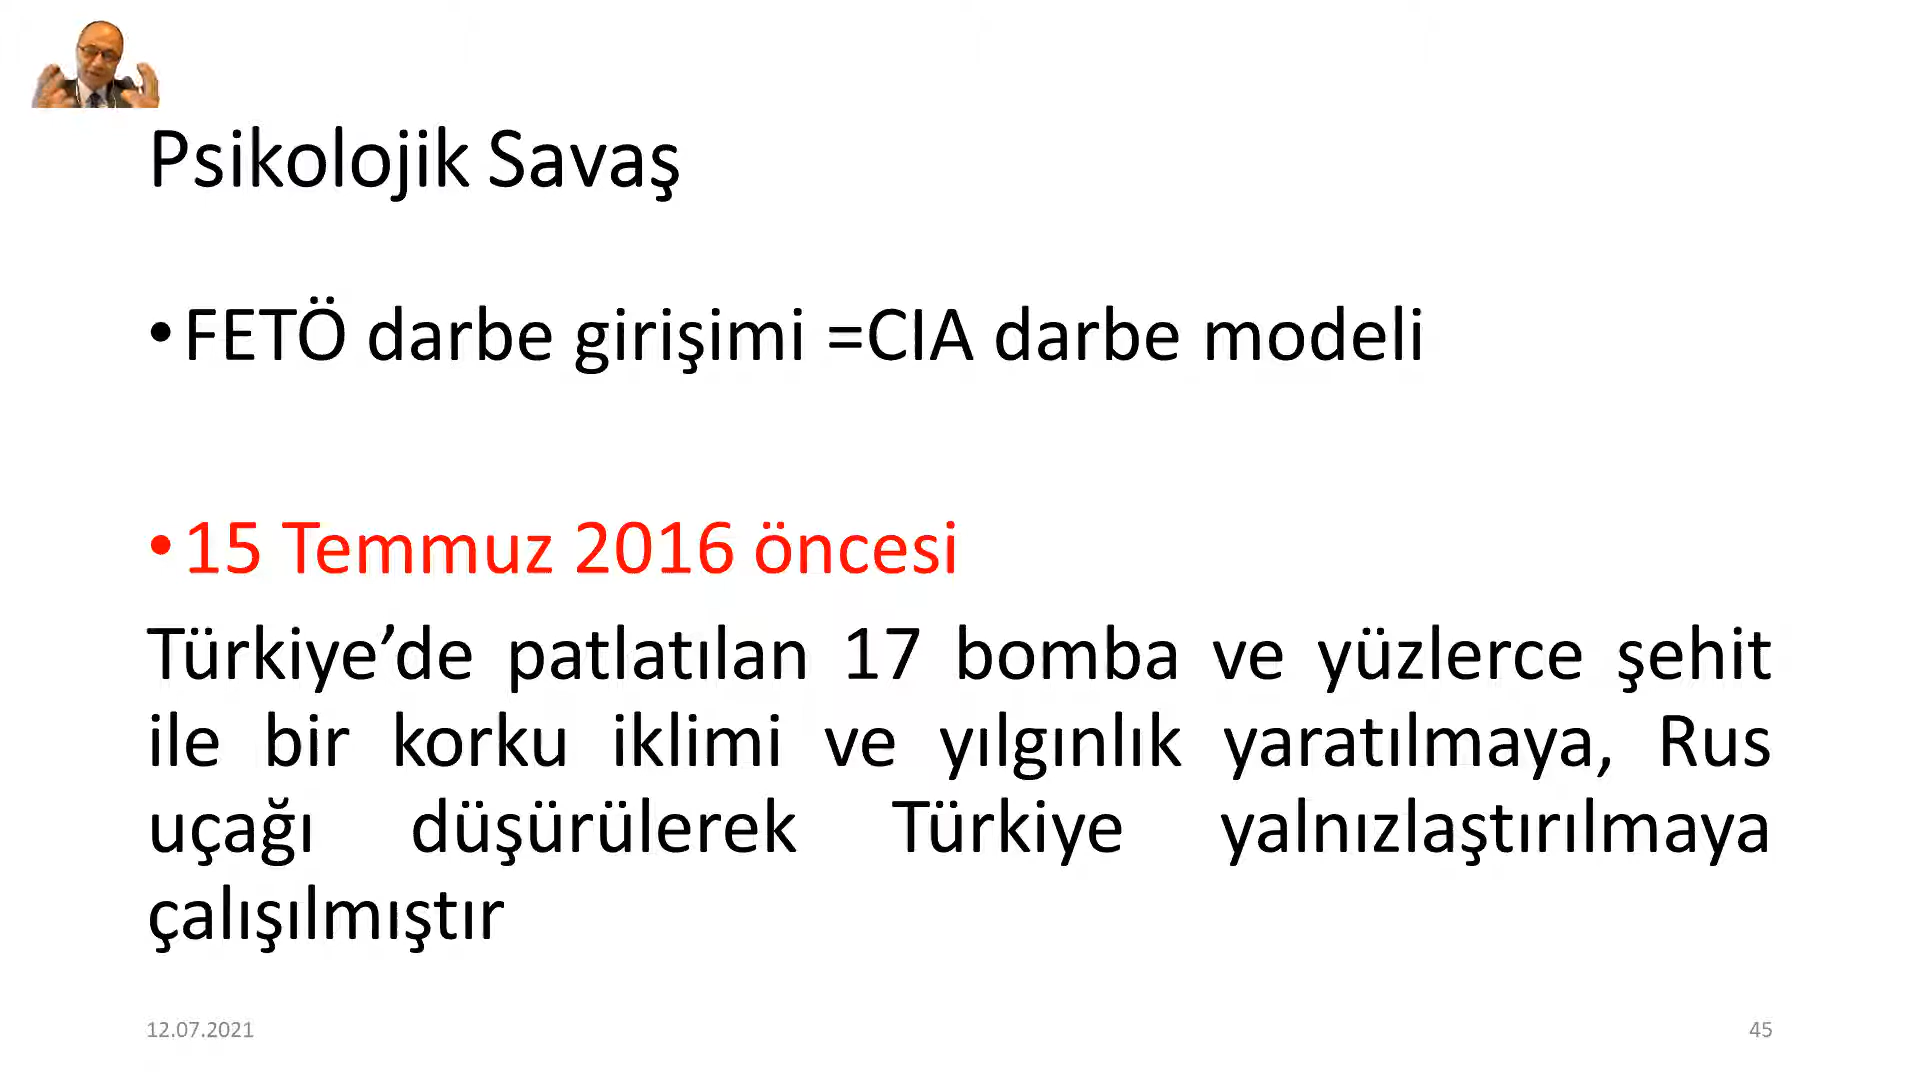 Psikolojik Savaş
•FETÖ darbe girişimi =CIA darbe modeli
•15 Temmuz 2016 öncesi
Türkiye’de patlatılan 17 bomba ve yüzlerce şehit
ile bir korku iklimi ve yılgınlık yaratılmaya, Rus
uçağı düşürülerek Türkiye yalnızlaştırılmaya
çalışılmıştır
12.07.2021
45